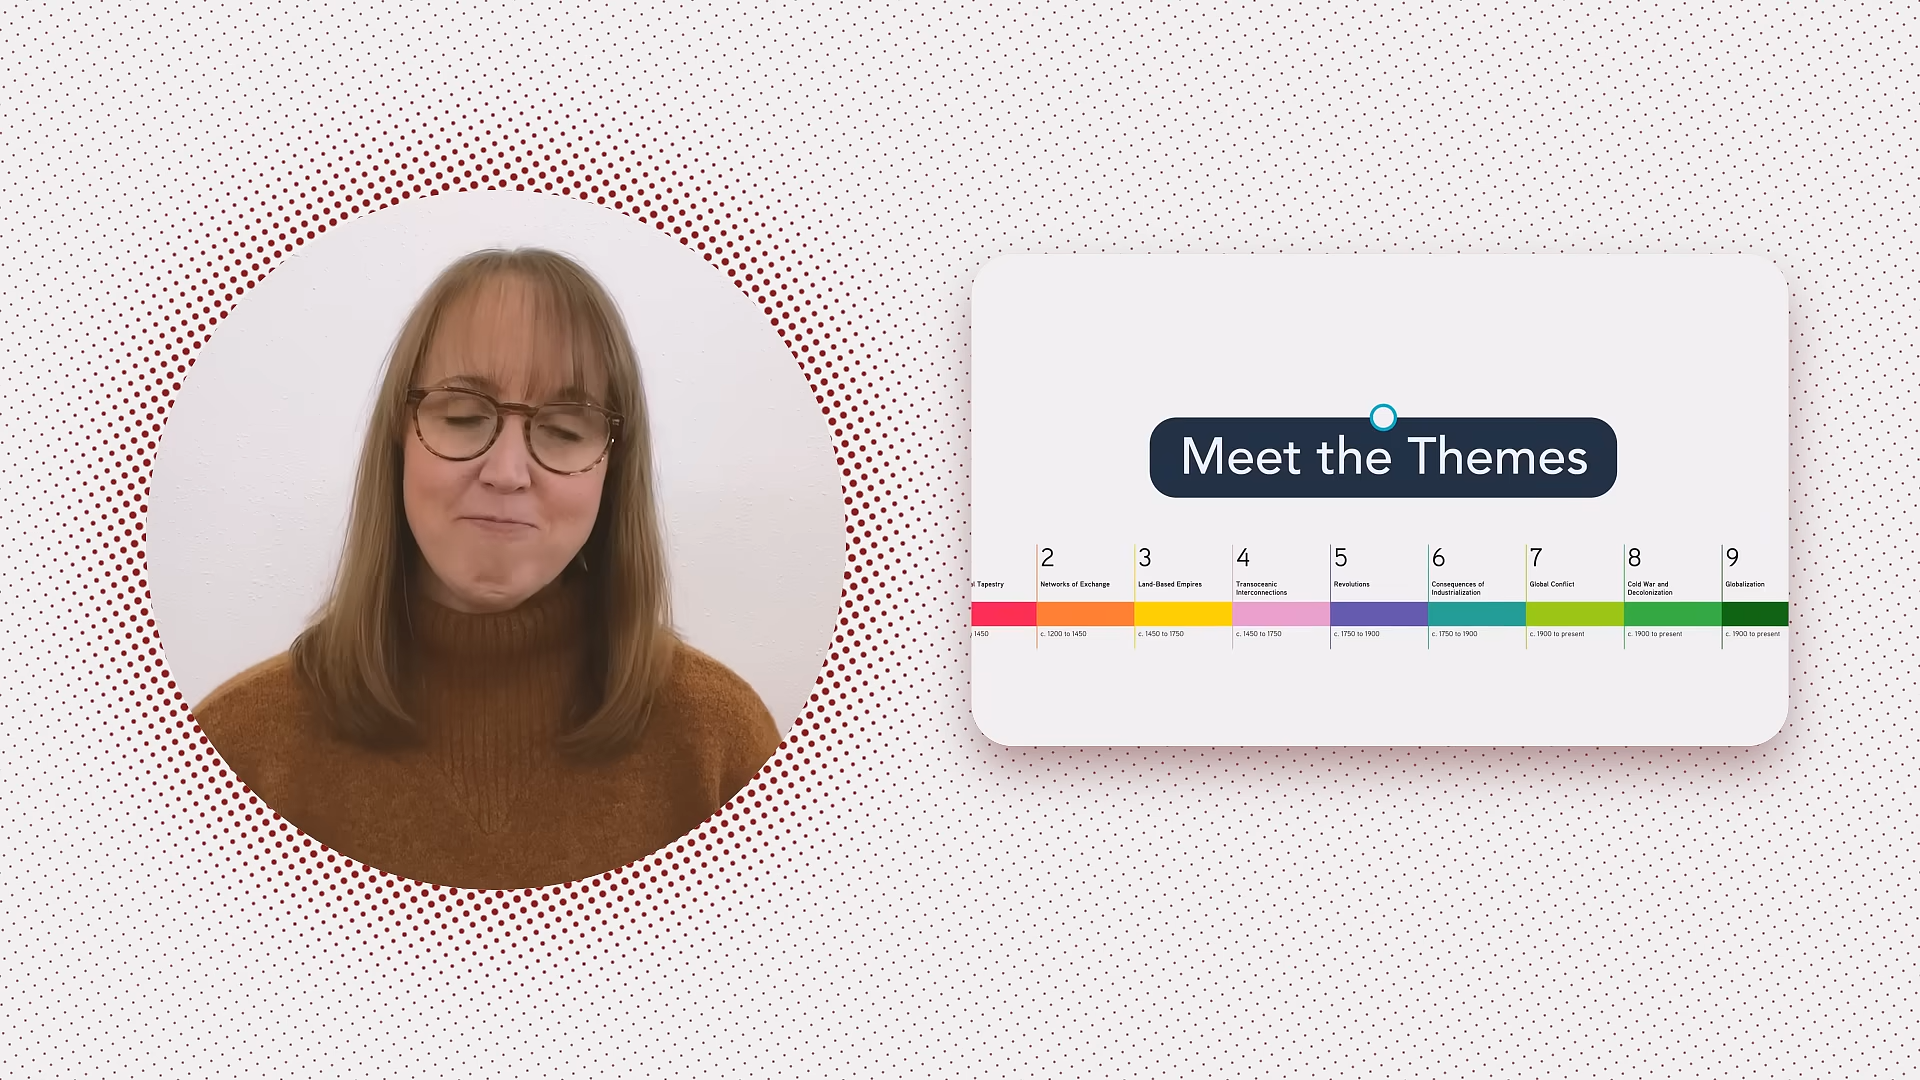 Meet the Themes
2
3
4
5
6
7
8
9
Tapestry
Networks of Exchange
Land-Based Empires
Transoceanic
Interconnections
Revolutions
Consequences of
Industrialization
Global Conflict
Cold War and
Decolonization
Globalization
1450
c. 1200 to 1450
c. 1450 to 1750
c. 1450 to 1750
c. 1750 to 1900
c. 1750 to 1900
c. 1900 to present
c. 1900 to present
c. 1900 to present